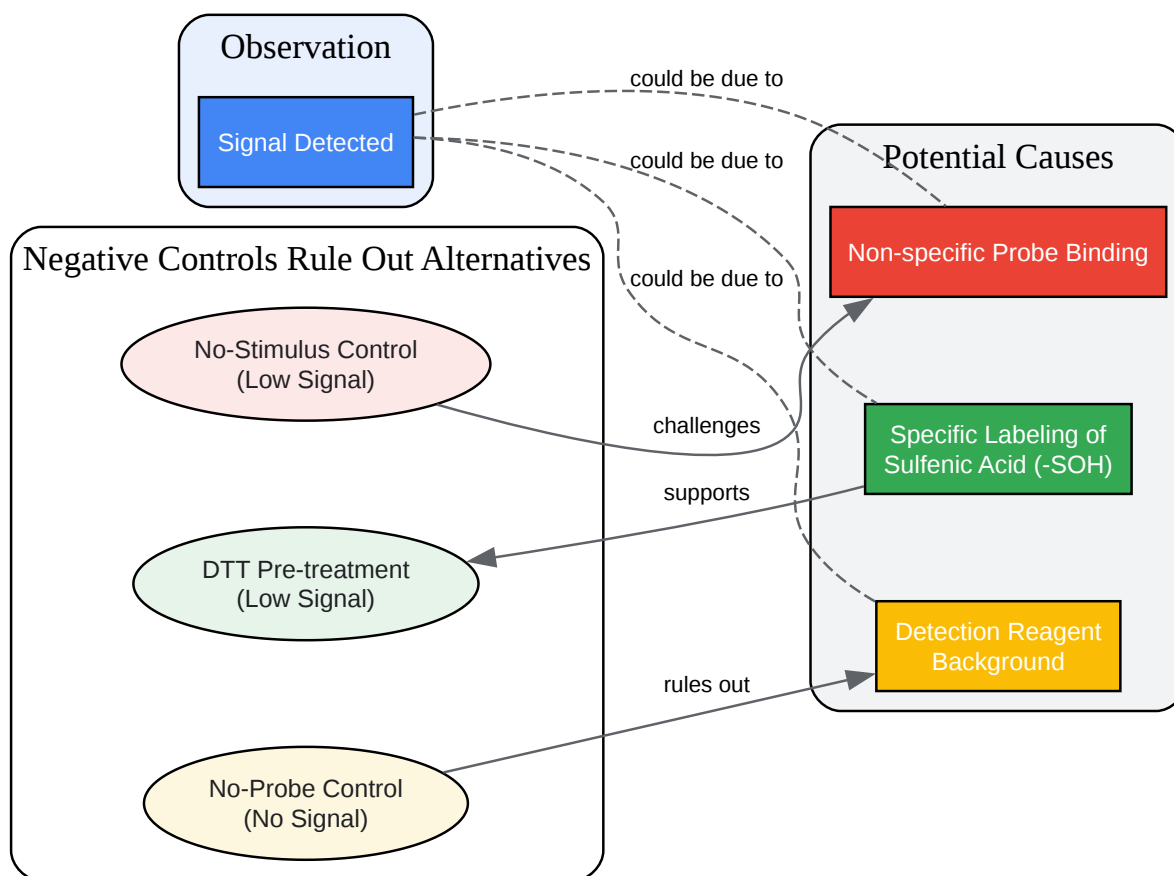 Observation
Signal Detected
could be due to
could be due to
could be due to
Potential Causes
Non-specific Probe Binding
Specific Labeling of
Sulfenic Acid (-SOH)
Detection Reagent
Background
Negative Controls Rule Out Alternatives
No-Stimulus Control
(Low Signal)
challenges
DTT Pre-treatment
(Low Signal)
supports
No-Probe Control
(No Signal)
rules out